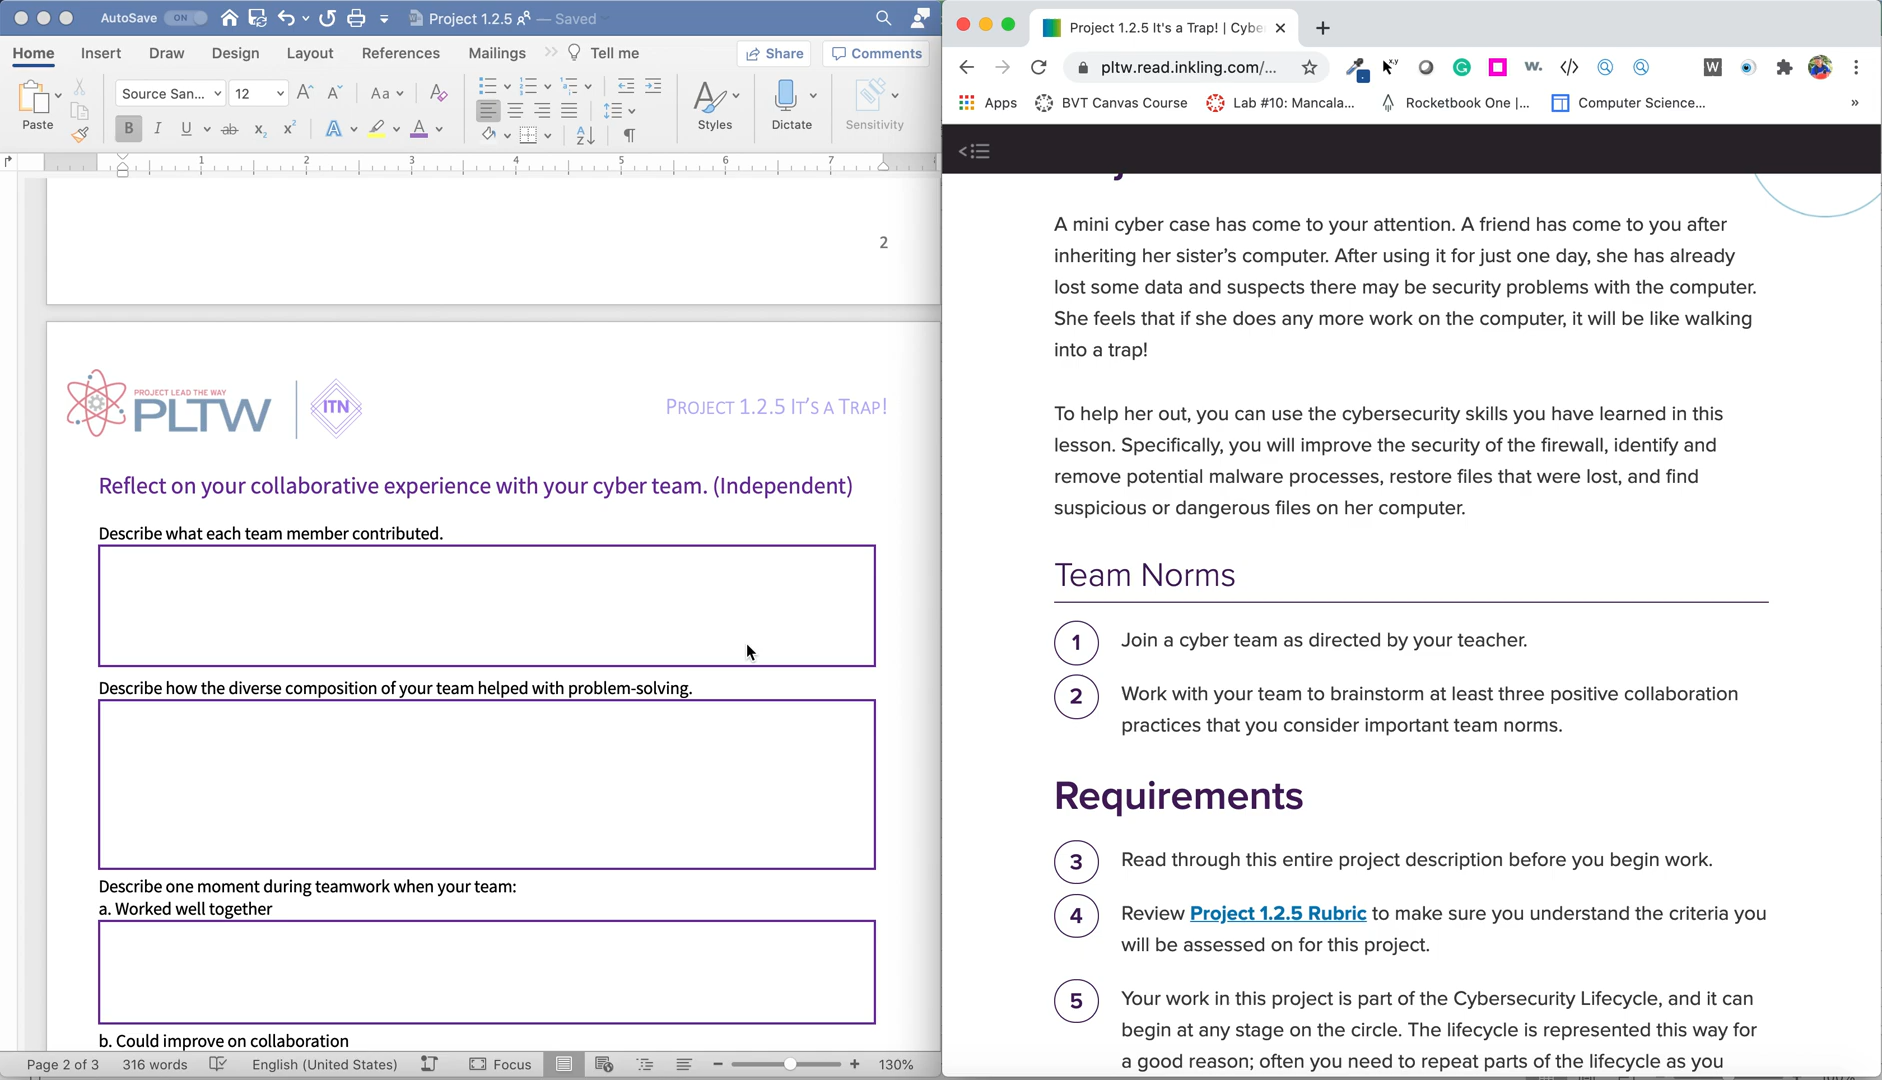 AutoSave ON Project 1.2.5 — Saved
Home Insert Draw Design Layout References Mailings Tell me Share Comments
Source San... 12 Aa
Paste Styles Dictate Sensitivity
1 2 3 4 5 6 7
2
PROJECT LEAD THE WAY
PLTW ITN
PROJECT 1.2.5 IT'S A TRAP!
Reflect on your collaborative experience with your cyber team. (Independent)
Describe what each team member contributed.
Describe how the diverse composition of your team helped with problem-solving.
Describe one moment during teamwork when your team:
a. Worked well together
b. Could improve on collaboration
Page 2 of 3 316 words English (United States) Focus 130%
Project 1.2.5 It's a Trap! | Cybe
pltw.read.inkling.com/...
Apps BVT Canvas Course Lab #10: Mancala... Rocketbook One |... Computer Science...
A mini cyber case has come to your attention. A friend has come to you after
inheriting her sister's computer. After using it for just one day, she has already
lost some data and suspects there may be security problems with the computer.
She feels that if she does any more work on the computer, it will be like walking
into a trap!
To help her out, you can use the cybersecurity skills you have learned in this
lesson. Specifically, you will improve the security of the firewall, identify and
remove potential malware processes, restore files that were lost, and find
suspicious or dangerous files on her computer.
Team Norms
1 Join a cyber team as directed by your teacher.
2 Work with your team to brainstorm at least three positive collaboration
practices that you consider important team norms.
Requirements
3 Read through this entire project description before you begin work.
4 Review Project 1.2.5 Rubric to make sure you understand the criteria you
will be assessed on for this project.
5 Your work in this project is part of the Cybersecurity Lifecycle, and it can
begin at any stage on the circle. The lifecycle is represented this way for
a good reason; often you need to repeat parts of the lifecycle as you